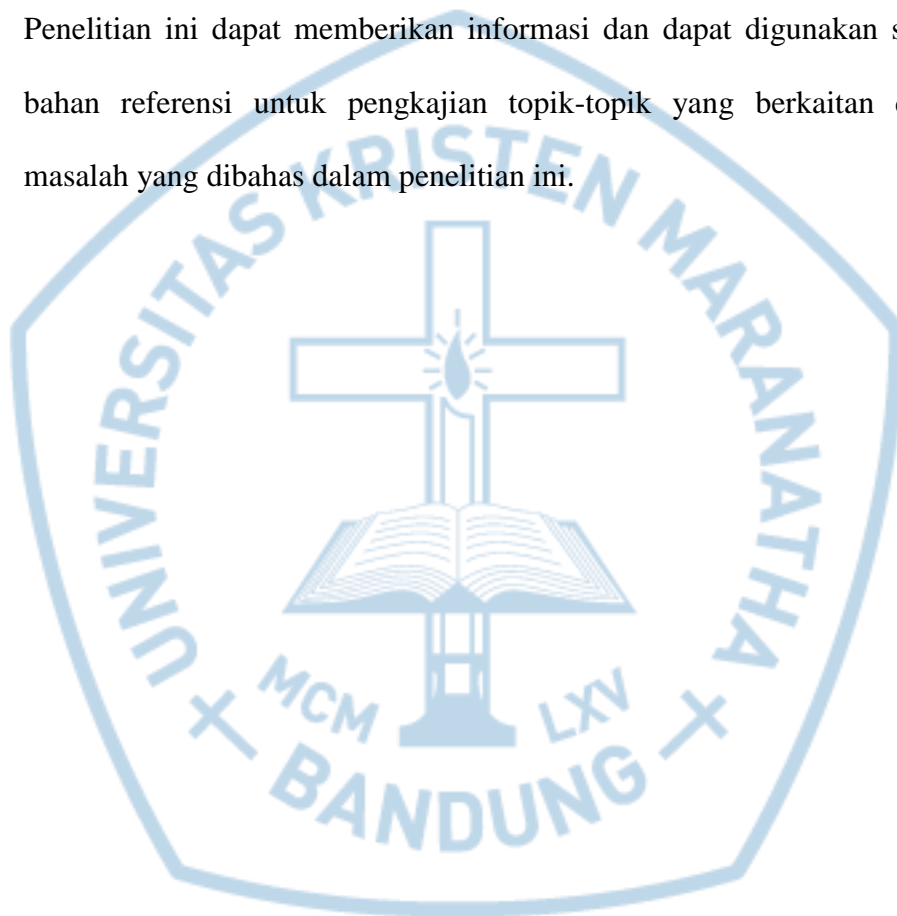 Penelitian ini dapat memberikan informasi dan dapat digunakan
bahan referensi untuk pengkajian topik-topik yang berkaitan
masalah yang dibahas dalam penelitian ini.
UNIVERSITAS KRISTEN MARANATHA
MCM LXV
BANDUNG